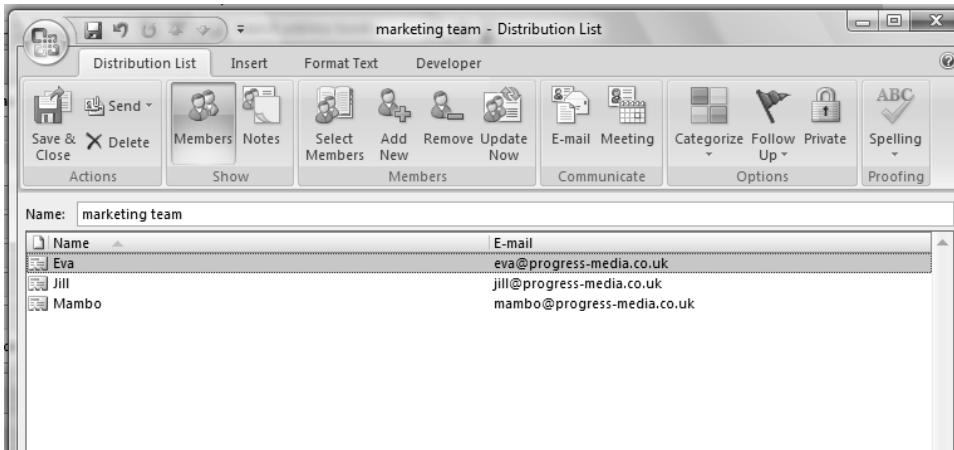 marketing team - Distribution List
Distribution List Insert Format Text Developer
Save & Close Send Delete Members Notes Select Members Add New Remove Update Now E-mail Meeting Categorize Follow Up Private ABC Spelling
Actions Show Members Communicate Options Proofing
Name: marketing team
Name E-mail
Eva eva@progress-media.co.uk
Jill jill@progress-media.co.uk
Mambo mambo@progress-media.co.uk